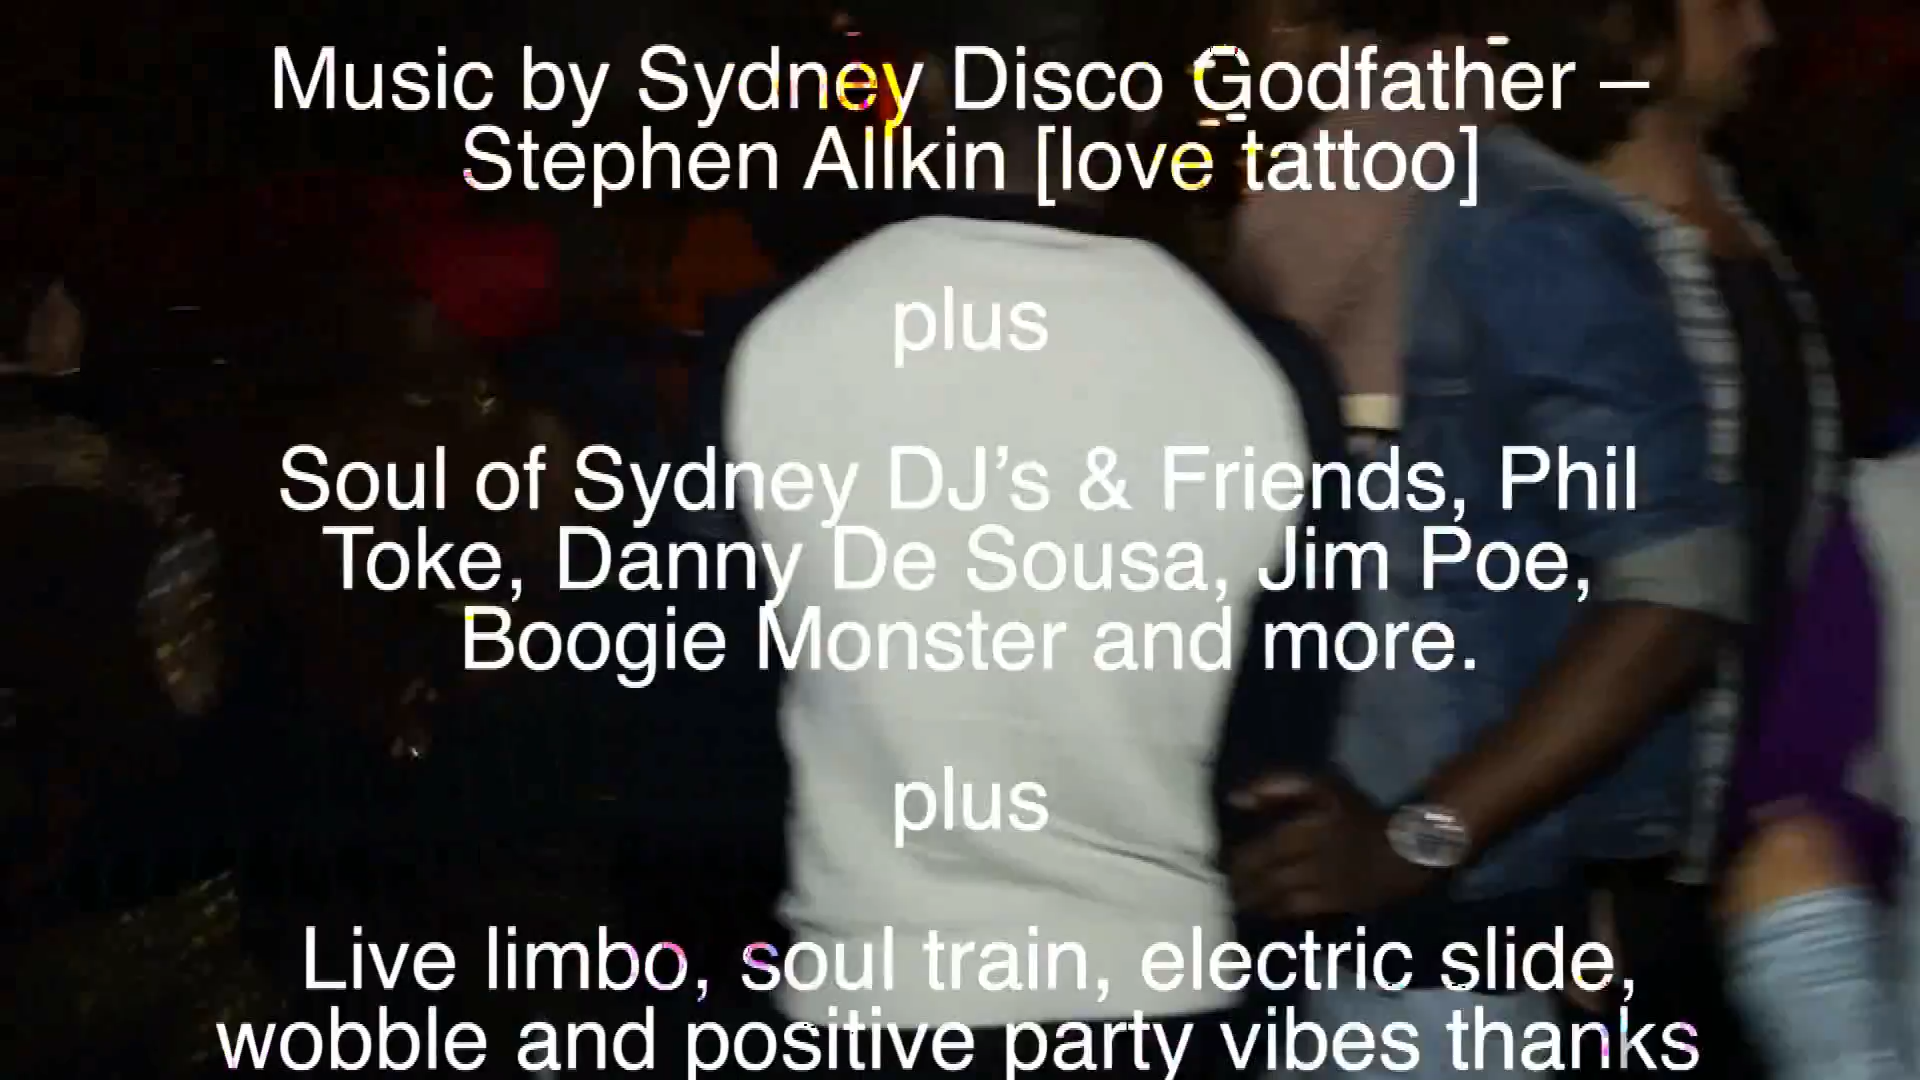 Music by Sydney Disco Godfather –
Stephen Allkin [love tattoo]
plus
Soul of Sydney DJ’s & Friends, Phil
Toke, Danny De Sousa, Jim Poe,
Boogie Monster and more.
plus
Live limbo, soul train, electric slide,
wobble and positive party vibes thanks